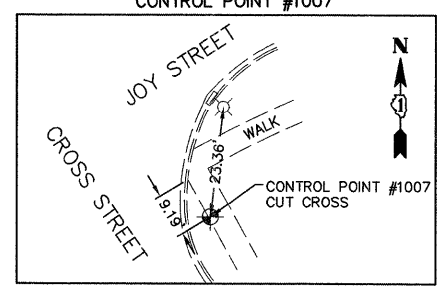 CONTROL POINT #1007
JOY STREET
N
1
WALK
CROSS STREET
23.36'
9.19'
CONTROL POINT #1007
CUT CROSS